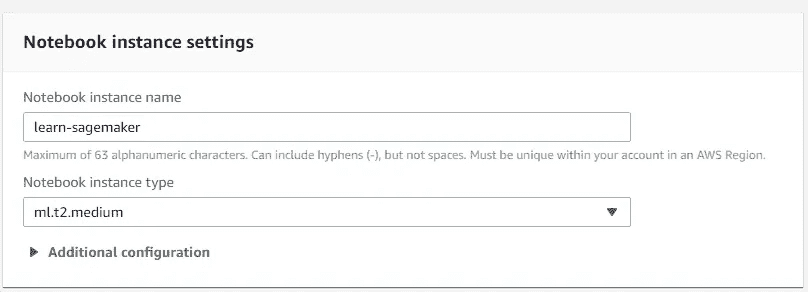 Notebook instance settings
Notebook instance name
learn-sagemaker
Maximum of 63 alphanumeric characters. Can include hyphens (-), but not spaces. Must be unique within your account in an AWS Region.
Notebook instance type
ml.t2.medium
Additional configuration